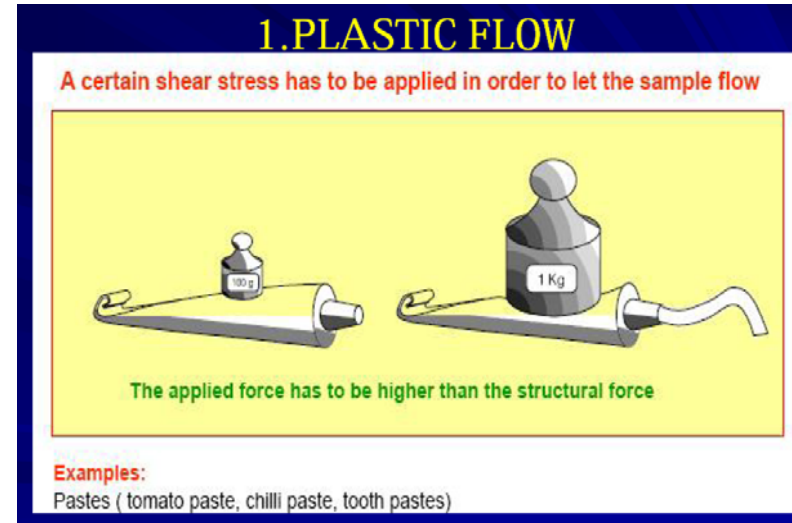 1.PLASTIC FLOW
A certain shear stress has to be applied in order to let the sample flow
100 g
1 Kg
The applied force has to be higher than the structural force
Examples:
Pastes ( tomato paste, chilli paste, tooth pastes)